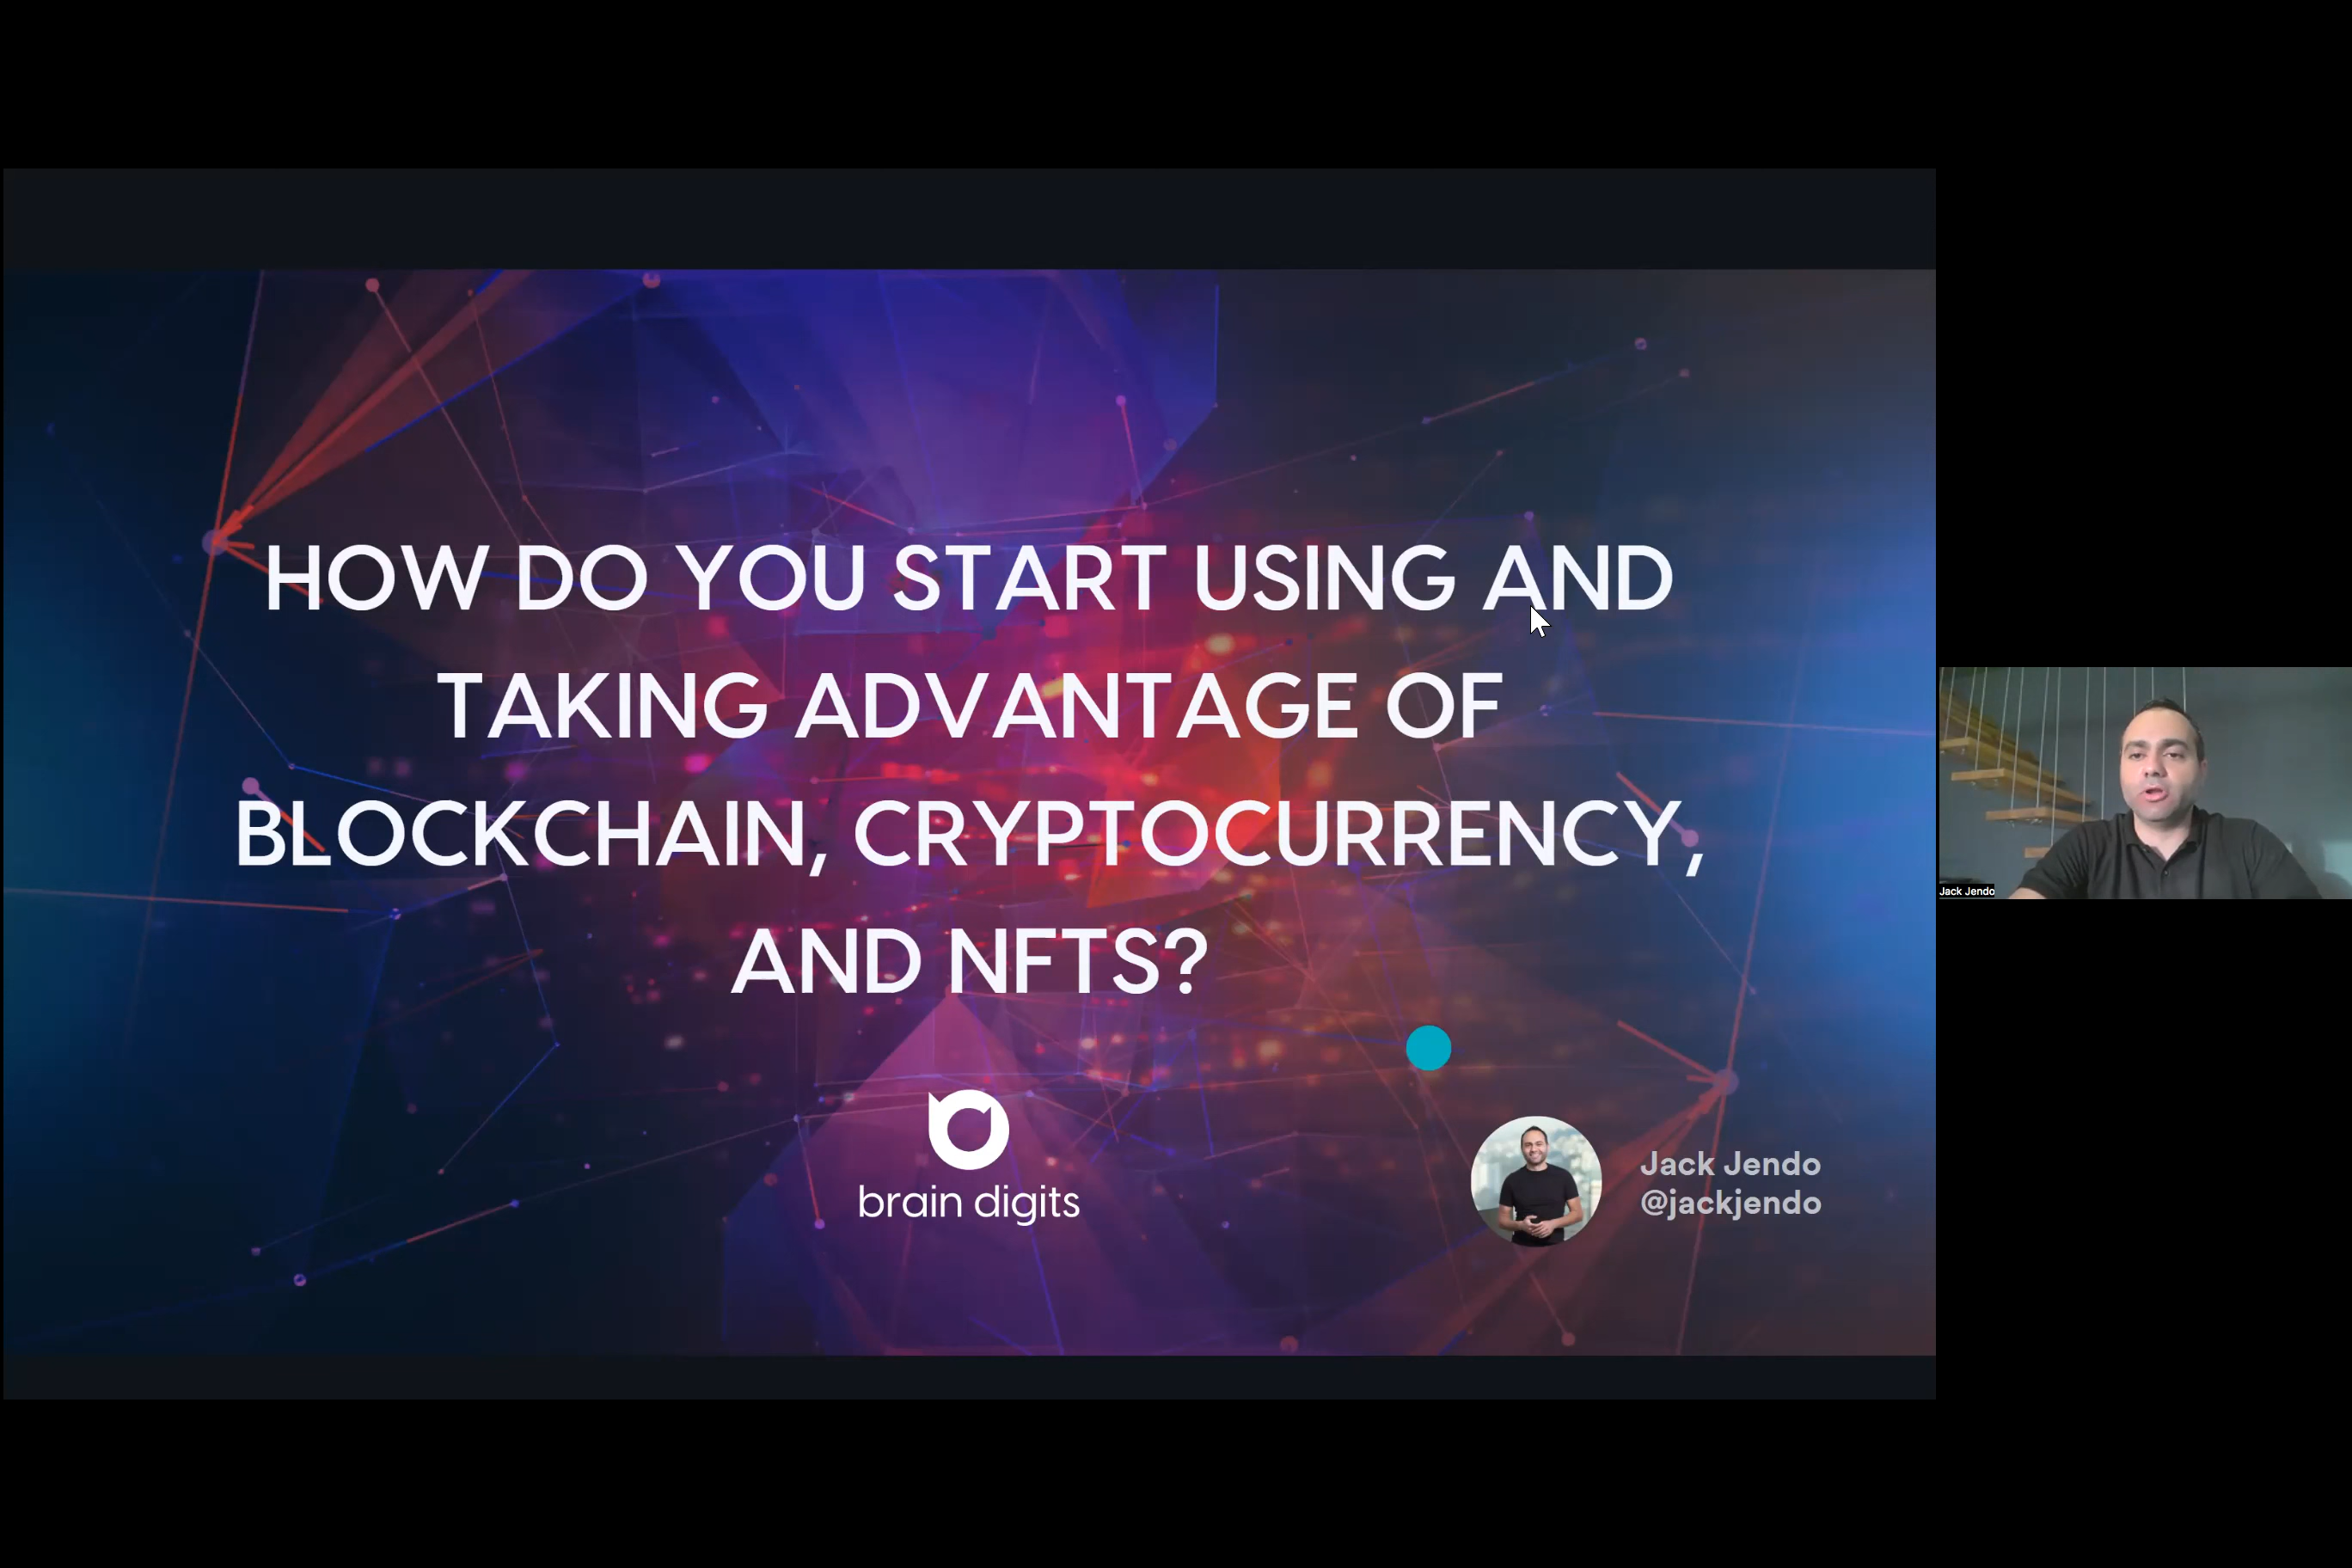 HOW DO YOU START USING AND
TAKING ADVANTAGE OF
BLOCKCHAIN, CRYPTOCURRENCY,
AND NFTS?
brain digits
Jack Jendo
@jackjendo
Jack Jendo